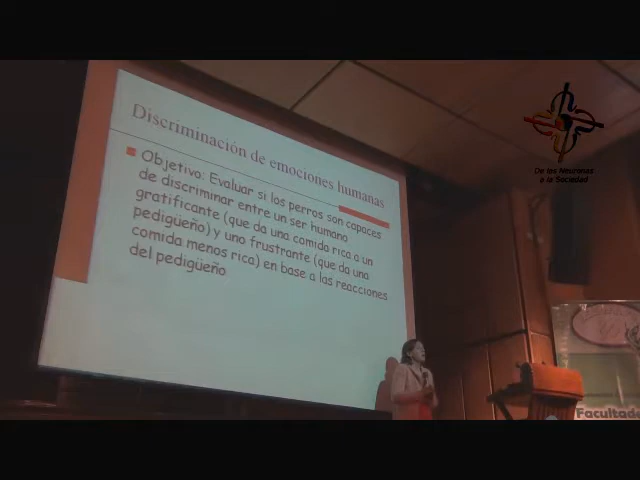 Discriminación de emociones humanas
Objetivo: Evaluar si los perros son capaces
de discriminar entre un ser humano
gratificante (que da una comida rica a un
pedigüeño) y uno frustrante (que da una
comida menos rica) en base a las reacciones
del pedigüeño
De las Neuronas
a la Sociedad
Facultad